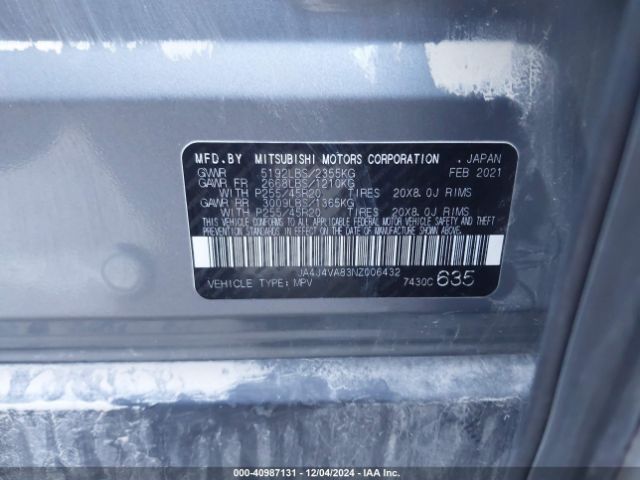 MFD.BY MITSUBISHI MOTORS CORPORATION . JAPAN
GVWR 5192LBS/2355KG FEB 2021
GAWR FR 2668LBS/1210KG
WITH P255/45R20 TIRES 20X8.0J RIMS
GAWR RR 3009LBS/1365KG
WITH P255/45R20 TIRES 20X8.0J RIMS
THIS VEHICLE CONFORMS TO ALL APPLICABLE FEDERAL MOTOR VEHICLE SAFETY AND THEFT
PREVENTION STANDARDS IN EFFECT ON THE DATE OF MANUFACTURE SHOWN ABOVE.
JA4J4VA83NZ006432
VEHICLE TYPE: MPV 7430C 635
000-40987131 - 12/04/2024 - IAA Inc.